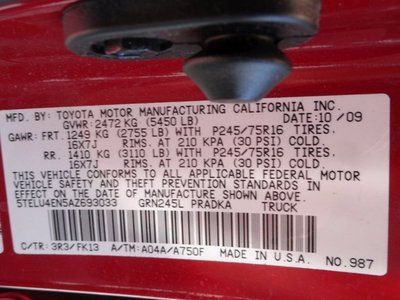 MFD. BY: TOYOTA MOTOR MANUFACTURING CALIFORNIA INC.
GVWR: 2472 KG (5450 LB) DATE: 10/09
GAWR: FRT. 1249 KG (2755 LB) WITH P245/75R16 TIRES.
16X7J RIMS. AT 210 KPA (30 PSI) COLD.
RR. 1410 KG (3110 LB) WITH P245/75R16 TIRES.
16X7J RIMS. AT 210 KPA (30 PSI) COLD.
THIS VEHICLE CONFORMS TO ALL APPLICABLE FEDERAL MOTOR
VEHICLE SAFETY AND THEFT PREVENTION STANDARDS IN
EFFECT ON THE DATE OF MANUFACTURE SHOWN ABOVE.
5TELU4EN5AZ693033 GRN245L PRADKA TRUCK
C/TR: 3R3/FK13 A/TM: A04A/A750F MADE IN U.S.A. NO. 987